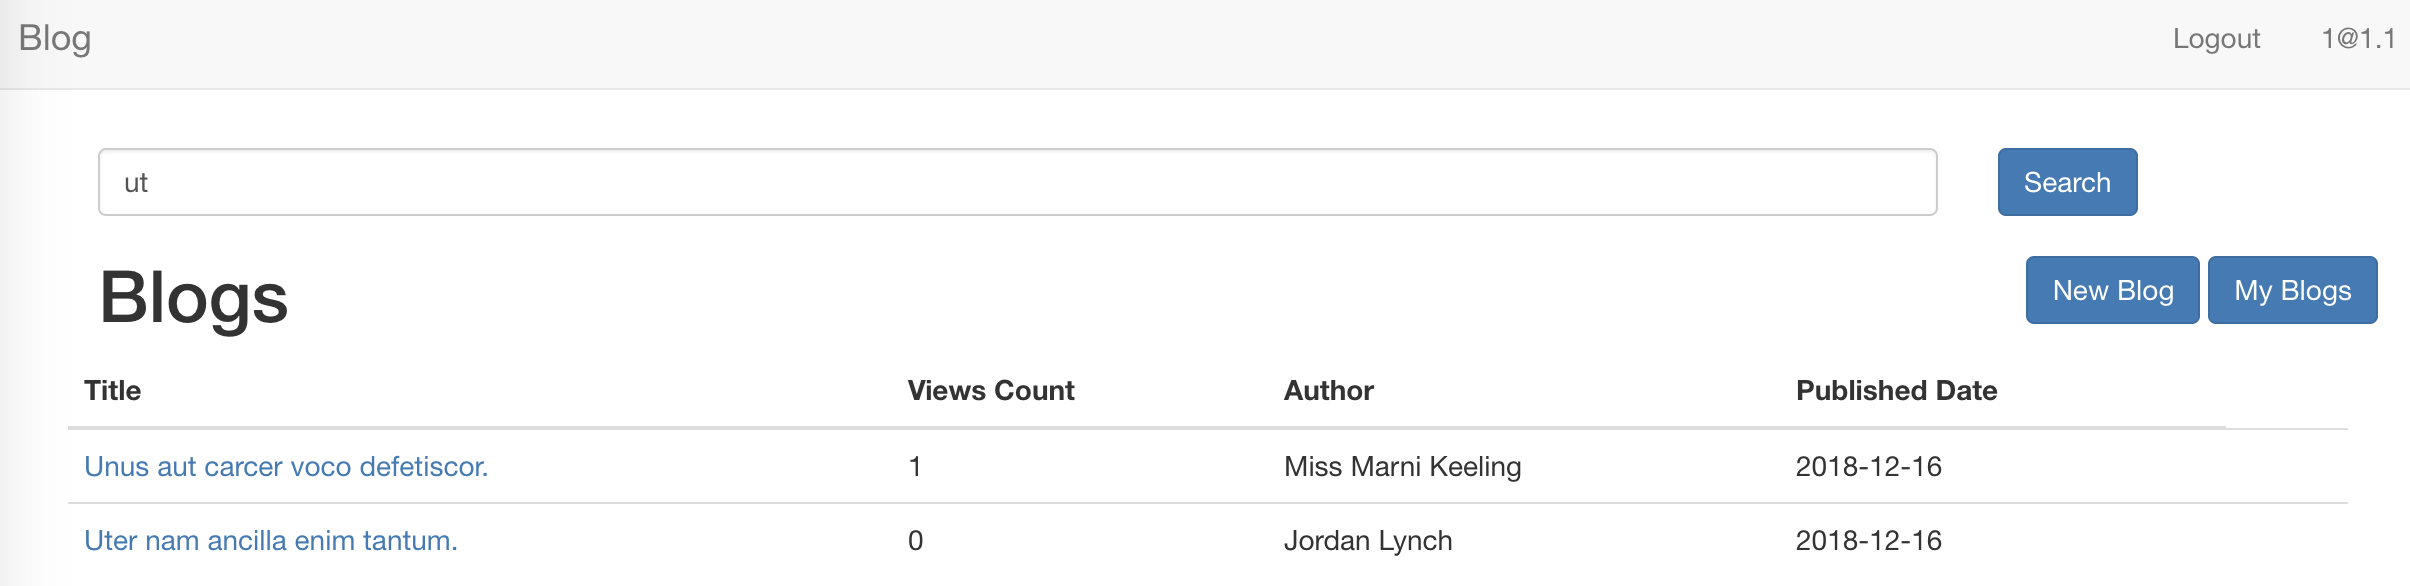 Blog Logout 1@1.1
ut Search
Blogs New Blog My Blogs
Title Views Count Author Published Date
Unus aut carcer voco defetiscor. 1 Miss Marni Keeling 2018-12-16
Uter nam ancilla enim tantum. 0 Jordan Lynch 2018-12-16